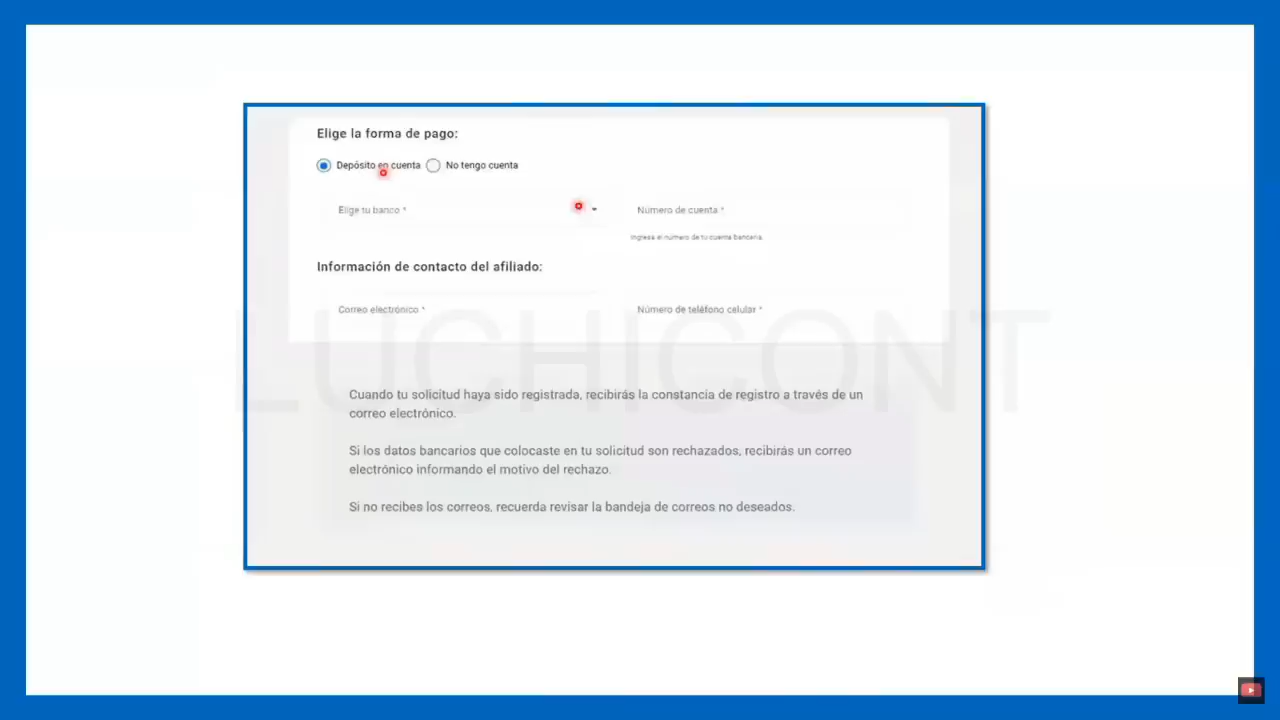 Elige la forma de pago:
Depósito en cuenta No tengo cuenta
Elige tu banco * Número de cuenta *
Ingresa el número de tu cuenta bancaria.
Información de contacto del afiliado:
Correo electrónico * Número de teléfono celular *
LUCHICONT
Cuando tu solicitud haya sido registrada, recibirás la constancia de registro a través de un
correo electrónico.
Si los datos bancarios que colocaste en tu solicitud son rechazados, recibirás un correo
electrónico informando el motivo del rechazo.
Si no recibes los correos, recuerda revisar la bandeja de correos no deseados.